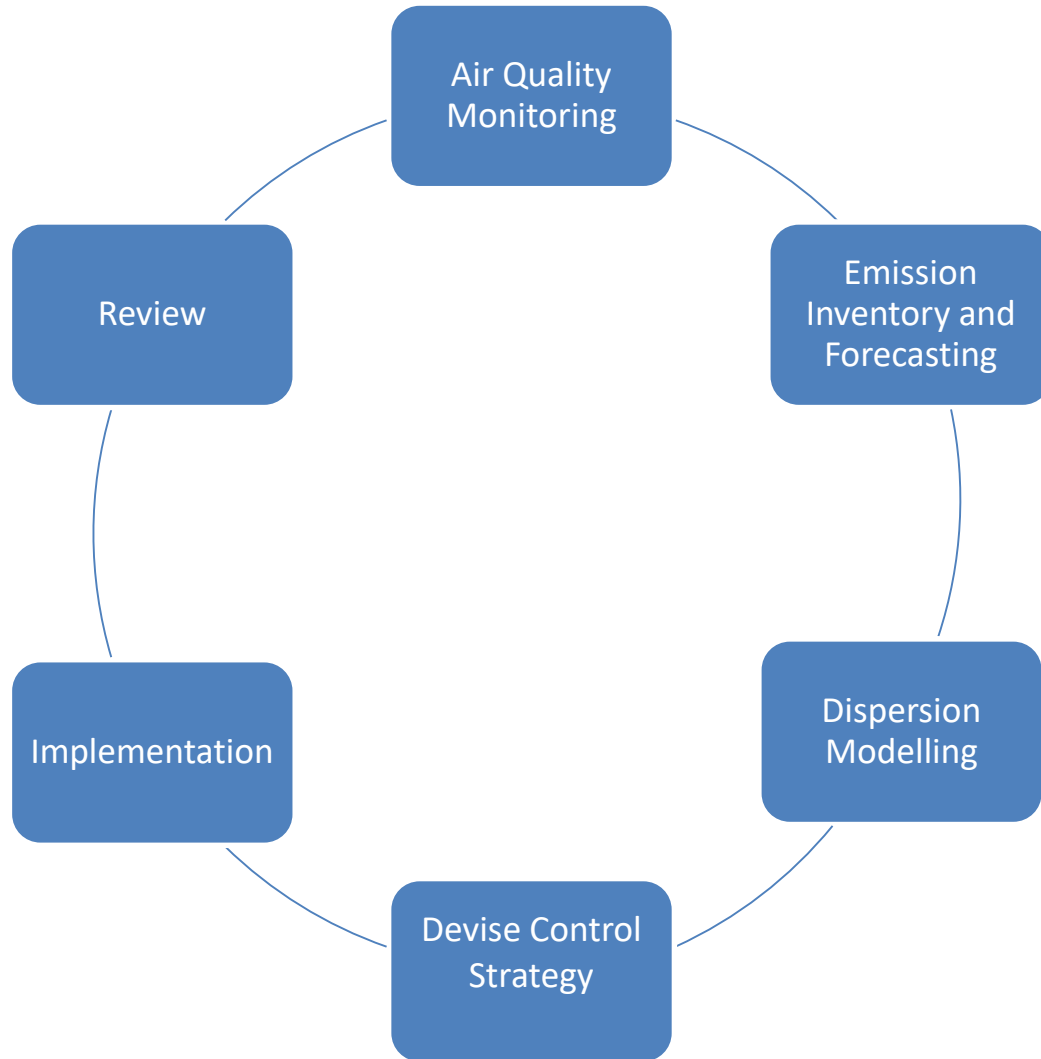 Air Quality
Monitoring
Emission
Inventory and
Forecasting
Dispersion
Modelling
Devise Control
Strategy
Implementation
Review